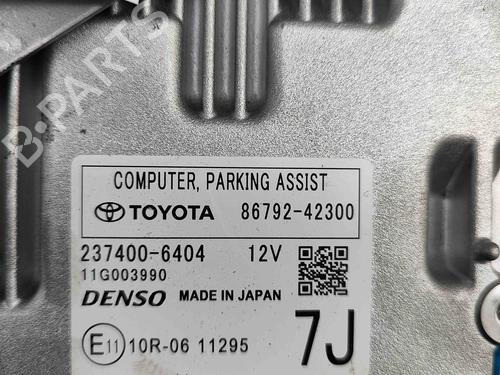 B-PARTS
COMPUTER, PARKING ASSIST
TOYOTA 86792-42300
237400-6404 12V
11G003990
DENSO MADE IN JAPAN
E11 10R-06 11295 7J